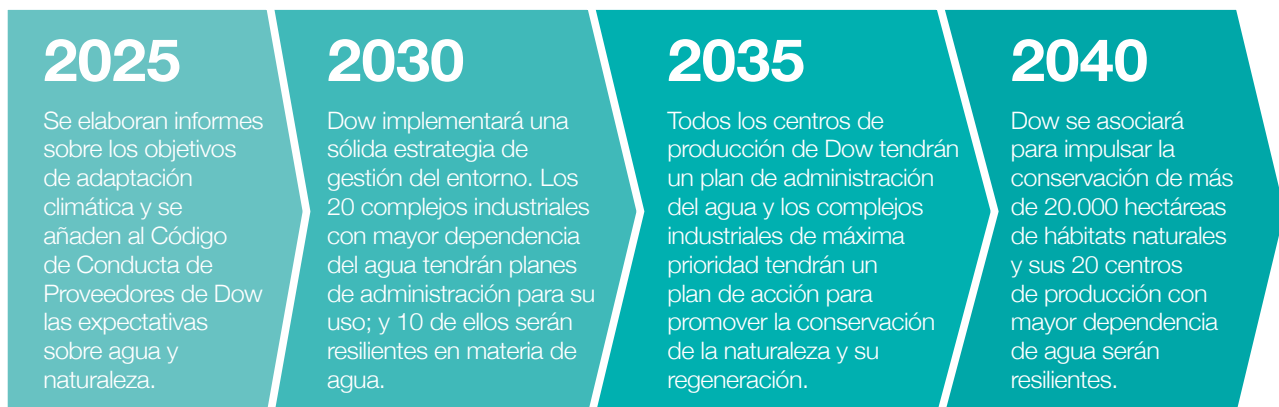 2025
Se elaboran informes
sobre los objetivos
de adaptación
climática y se
añaden al Código
de Conducta de
Proveedores de Dow
las expectativas
sobre agua y
naturaleza.
2030
Dow implementará una
sólida estrategia de
gestión del entorno. Los
20 complejos industriales
con mayor dependencia
del agua tendrán planes
de administración para su
uso; y 10 de ellos serán
resilientes en materia de
agua.
2035
Todos los centros de
producción de Dow tendrán
un plan de administración
del agua y los complejos
industriales de máxima
prioridad tendrán un
plan de acción para
promover la conservación
de la naturaleza y su
regeneración.
2040
Dow se asociará
para impulsar la
conservación de más
de 20.000 hectáreas
de hábitats naturales
y sus 20 centros
de producción con
mayor dependencia
de agua serán
resilientes.